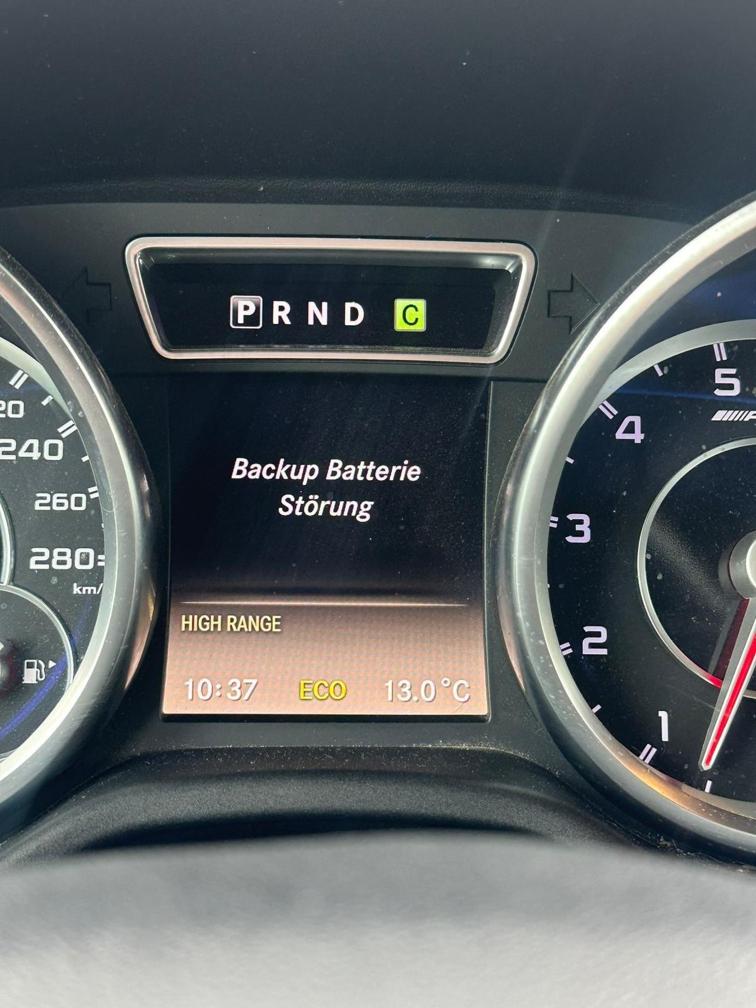 P R N D C
Backup Batterie
Störung
HIGH RANGE
10:37 ECO 13.0°C
20
240
260
280
km/
5
4
3
2
1